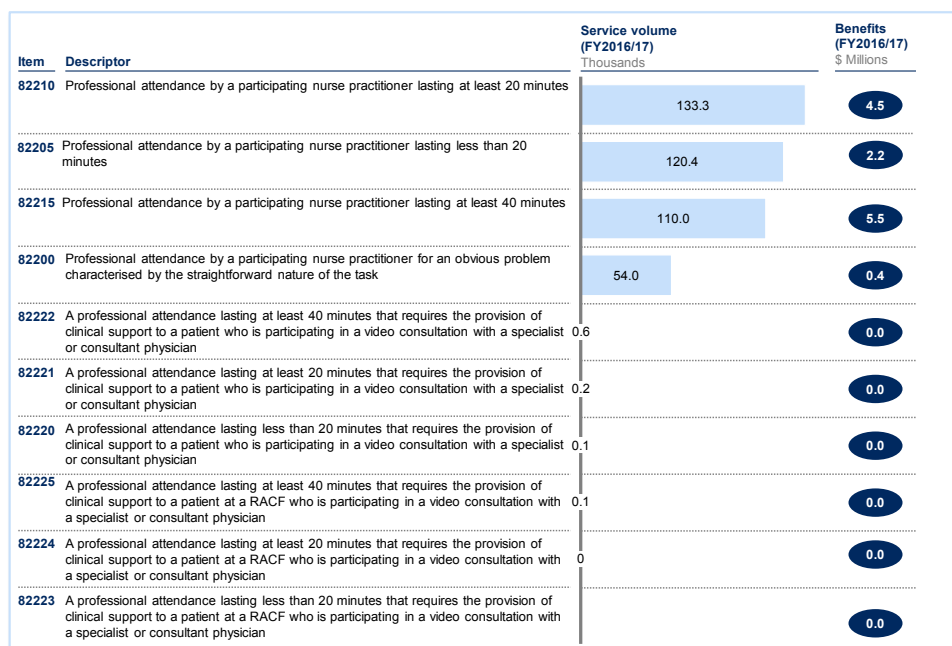 Service volume
(FY2016/17)
Thousands
Benefits
(FY2016/17)
$ Millions
Item Descriptor
82210 Professional attendance by a participating nurse practitioner lasting at least 20 minutes
133.3
4.5
82205 Professional attendance by a participating nurse practitioner lasting less than 20
minutes
120.4
2.2
82215 Professional attendance by a participating nurse practitioner lasting at least 40 minutes
110.0
5.5
82200 Professional attendance by a participating nurse practitioner for an obvious problem
characterised by the straightforward nature of the task
54.0
0.4
82222 A professional attendance lasting at least 40 minutes that requires the provision of
clinical support to a patient who is participating in a video consultation with a specialist
or consultant physician
0.6
0.0
82221 A professional attendance lasting at least 20 minutes that requires the provision of
clinical support to a patient who is participating in a video consultation with a specialist
or consultant physician
0.2
0.0
82220 A professional attendance lasting less than 20 minutes that requires the provision of
clinical support to a patient who is participating in a video consultation with a specialist
or consultant physician
0.1
0.0
82225 A professional attendance lasting at least 40 minutes that requires the provision of
clinical support to a patient at a RACF who is participating in a video consultation with
a specialist or consultant physician
0.1
0.0
82224 A professional attendance lasting at least 20 minutes that requires the provision of
clinical support to a patient at a RACF who is participating in a video consultation with
a specialist or consultant physician
0
0.0
82223 A professional attendance lasting less than 20 minutes that requires the provision of
clinical support to a patient at a RACF who is participating in a video consultation with
a specialist or consultant physician
0.0